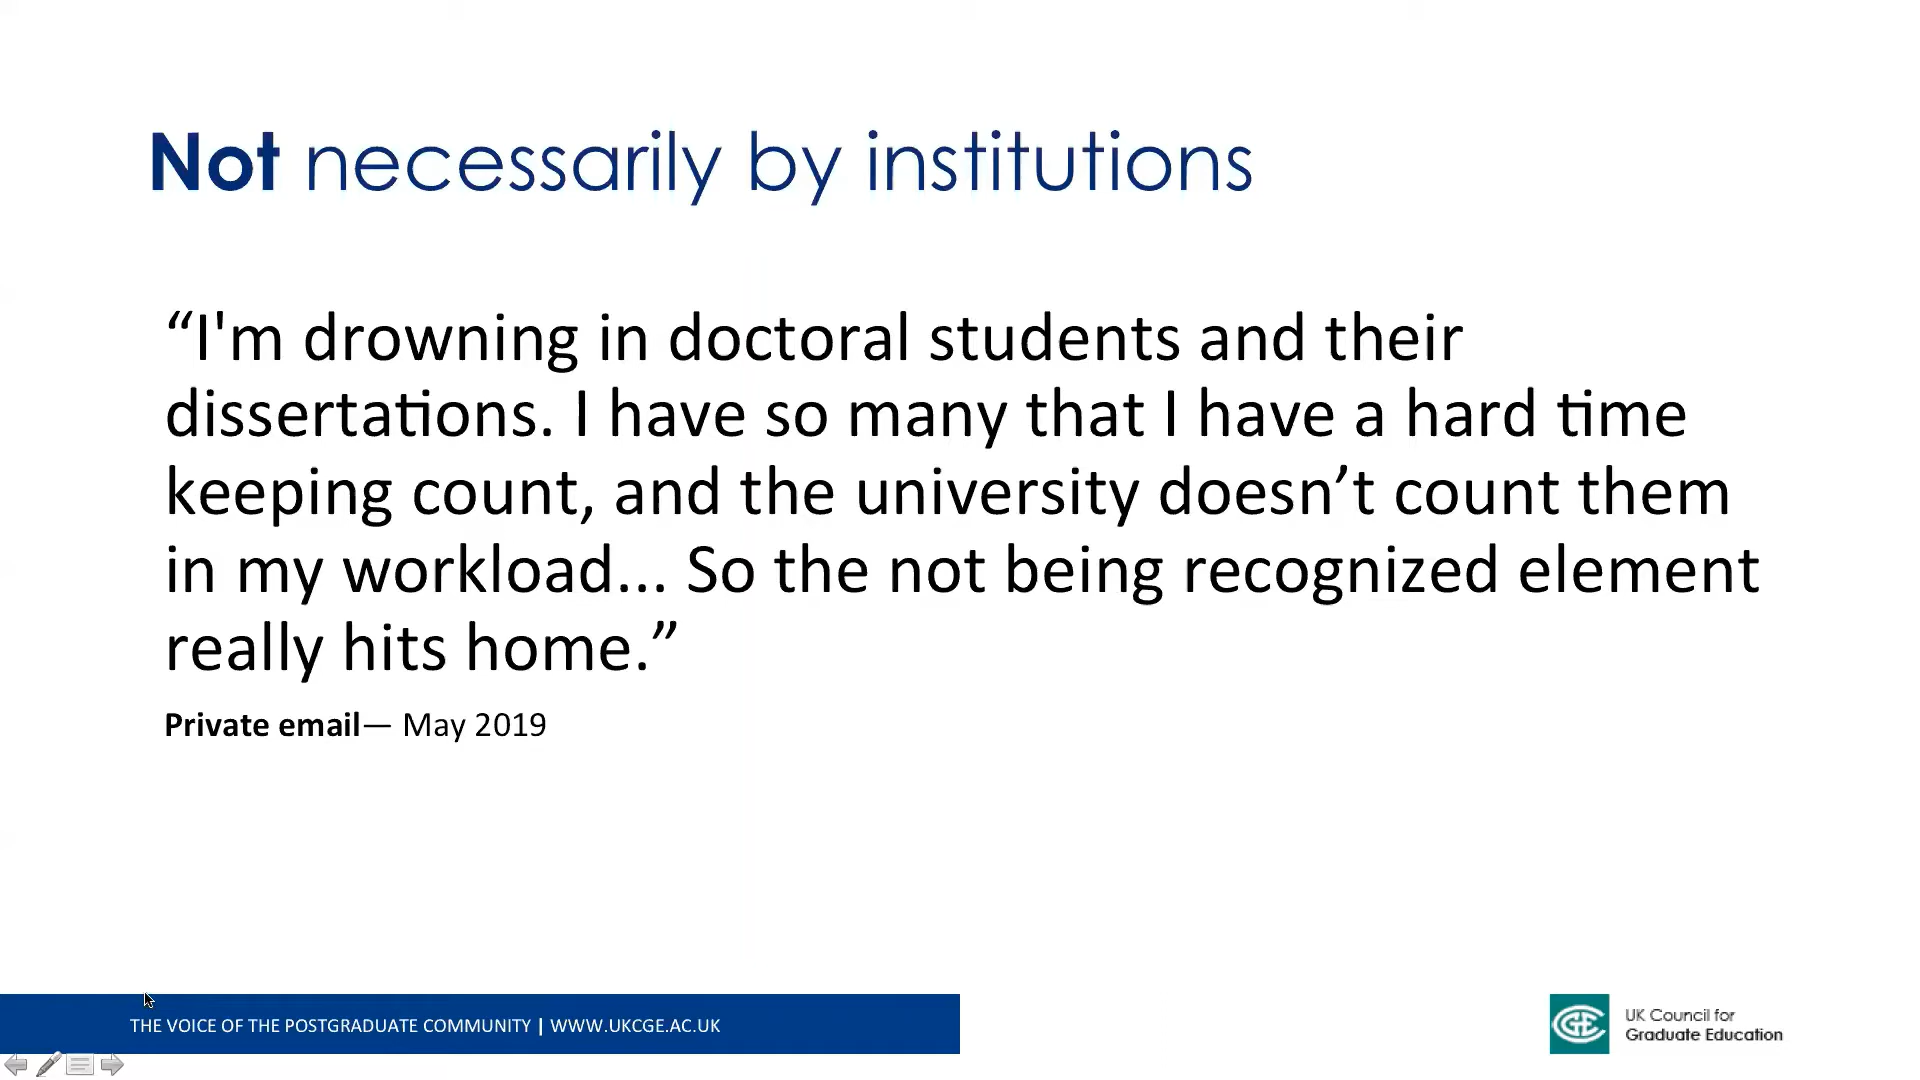 Not necessarily by institutions
“I'm drowning in doctoral students and their
dissertations. I have so many that I have a hard time
keeping count, and the university doesn’t count them
in my workload... So the not being recognized element
really hits home.”
Private email— May 2019
THE VOICE OF THE POSTGRADUATE COMMUNITY | WWW.UKCGE.AC.UK
CGE
UK Council for
Graduate Education